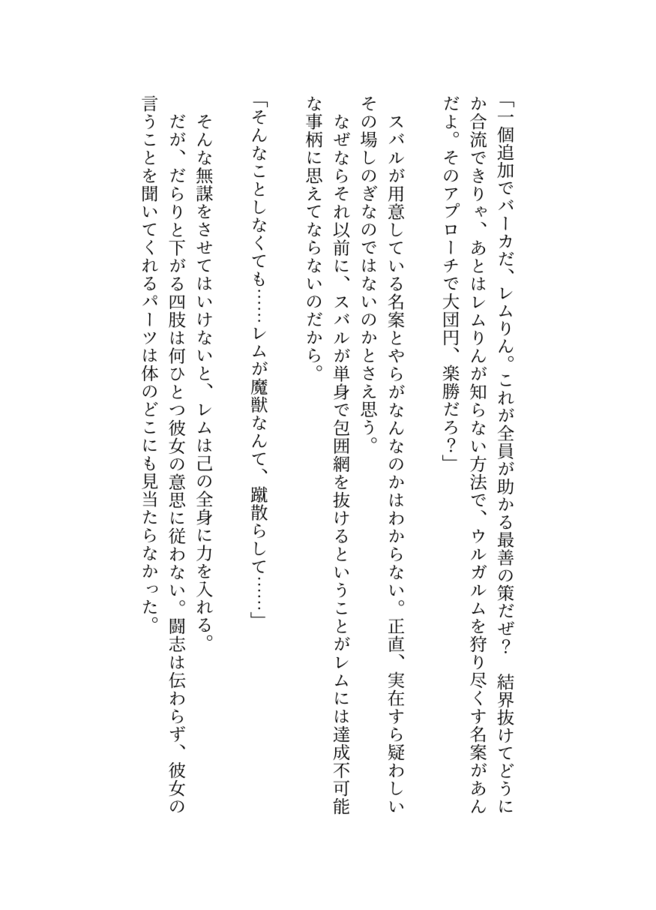 「一個追加でバーカだ、レムりん。これが全員が助かる最善の策だぜ？　結界抜けてどうに
か合流できりゃ、あとはレムりんが知らない方法で、ウルガルムを狩り尽くす名案があん
だよ。そのアプローチで大団円、楽勝だろ？」
　スバルが用意している名案とやらがなんなのかはわからない。正直、実在すら疑わしい
その場しのぎなのではないのかとさえ思う。
　なぜならそれ以前に、スバルが単身で包囲網を抜けるということがレムには達成不可能
な事柄に思えてならないのだから。
「そんなことしなくても……レムが魔獣なんて、蹴散らして……」
　そんな無謀をさせてはいけないと、レムは己の全身に力を入れる。
　だが、だらりと下がる四肢は何ひとつ彼女の意思に従わない。闘志は伝わらず、彼女の
言うことを聞いてくれるパーツは体のどこにも見当たらなかった。